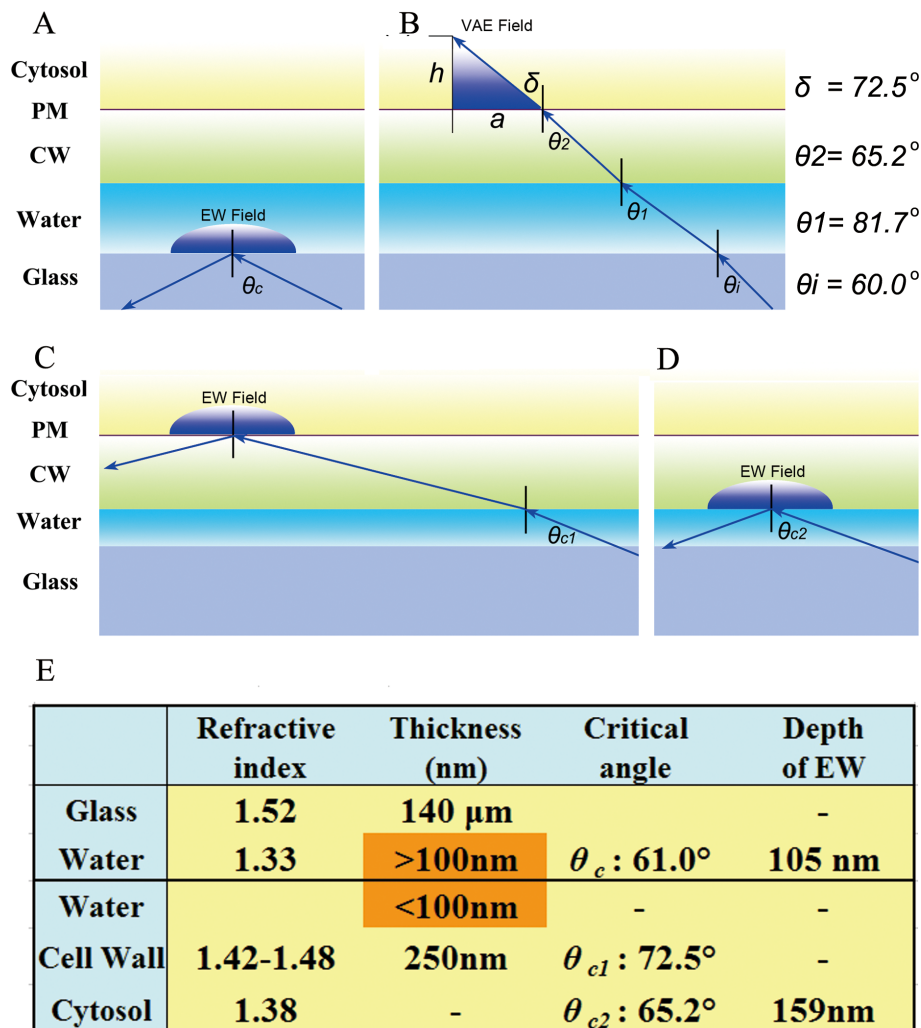 A
Cytosol
PM
CW
Water
EW Field
Glass
θc
B
VAE Field
h
δ
a
θ2
θ1
θi
δ = 72.5°
θ2= 65.2°
θ1= 81.7°
θi = 60.0°
C
Cytosol
EW Field
PM
CW
Water
θc1
Glass
D
EW Field
θc2
E
Refractive index Thickness (nm) Critical angle Depth of EW
Glass 1.52 140 μm -
Water 1.33 >100nm θ c : 61.0° 105 nm
Water <100nm - -
Cell Wall 1.42-1.48 250nm θ c1 : 72.5° -
Cytosol 1.38 - θ c2 : 65.2° 159nm